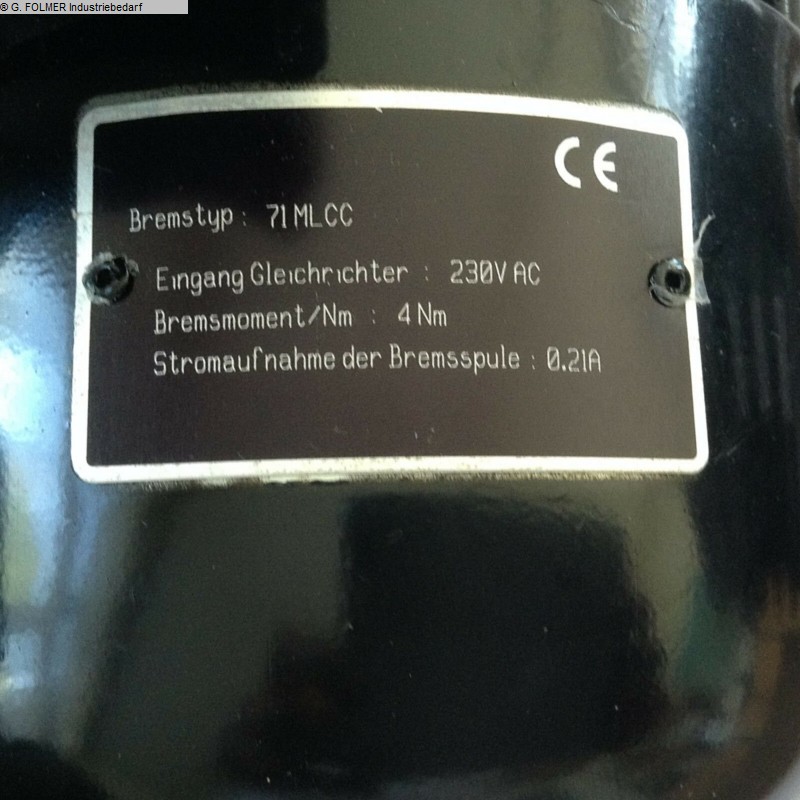 ® G. FOLMER Industriebedarf
CE
Bremstyp : 71 MLCC
Eingang Gleichrichter : 230V AC
Bremsmoment/Nm : 4 Nm
Stromaufnahme der Bremsspule : 0.21A